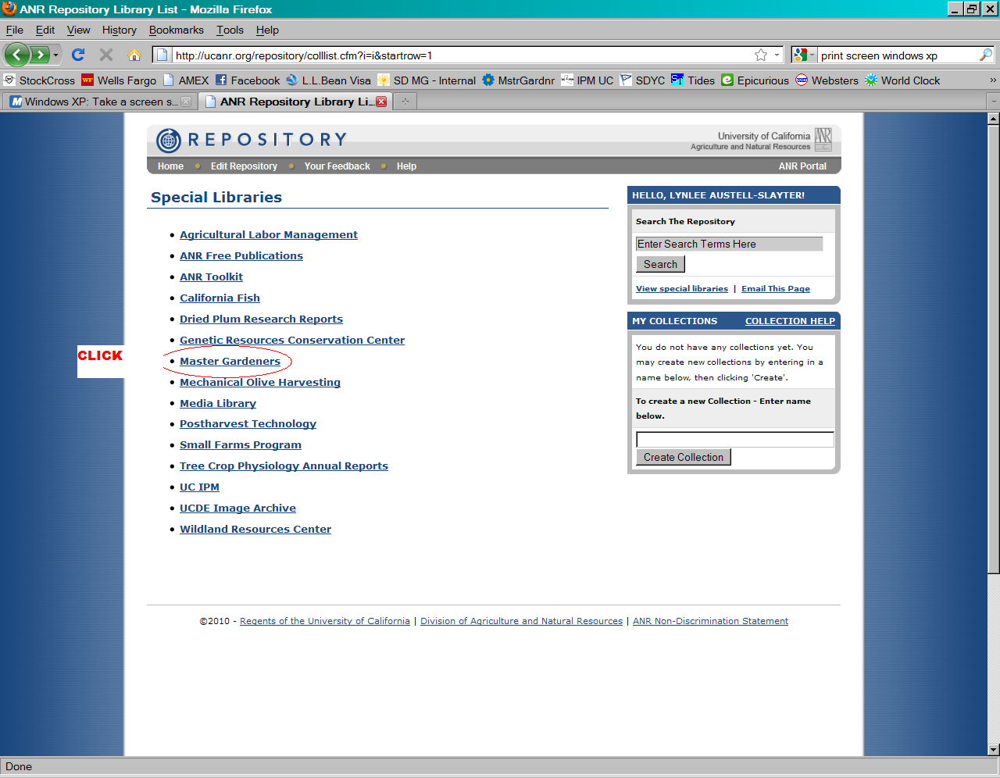 ANR Repository Library List - Mozilla Firefox
File Edit View History Bookmarks Tools Help
http://ucanr.org/repository/colllist.cfm?i=i&startrow=1
print screen windows xp
StockCross Wells Fargo AMEX Facebook L.L.Bean Visa SD MG - Internal MstrGardnr IPM UC SDYC Tides Epicurious Websters World Clock »
Windows XP: Take a screen s... ANR Repository Library Li...
REPOSITORY
University of California
Agriculture and Natural Resources
ANR
Home Edit Repository Your Feedback Help ANR Portal
Special Libraries
Agricultural Labor Management
ANR Free Publications
ANR Toolkit
California Fish
Dried Plum Research Reports
Genetic Resources Conservation Center
CLICK
Master Gardeners
Mechanical Olive Harvesting
Media Library
Postharvest Technology
Small Farms Program
Tree Crop Physiology Annual Reports
UC IPM
UCDE Image Archive
Wildland Resources Center
HELLO, LYNLEE AUSTELL-SLAYTER!
Search The Repository
Enter Search Terms Here
Search
View special libraries | Email This Page
MY COLLECTIONS COLLECTION HELP
You do not have any collections yet. You
may create new collections by entering in a
name below, then clicking 'Create'.
To create a new Collection - Enter name
below.
Create Collection
©2010 - Regents of the University of California | Division of Agriculture and Natural Resources | ANR Non-Discrimination Statement
Done